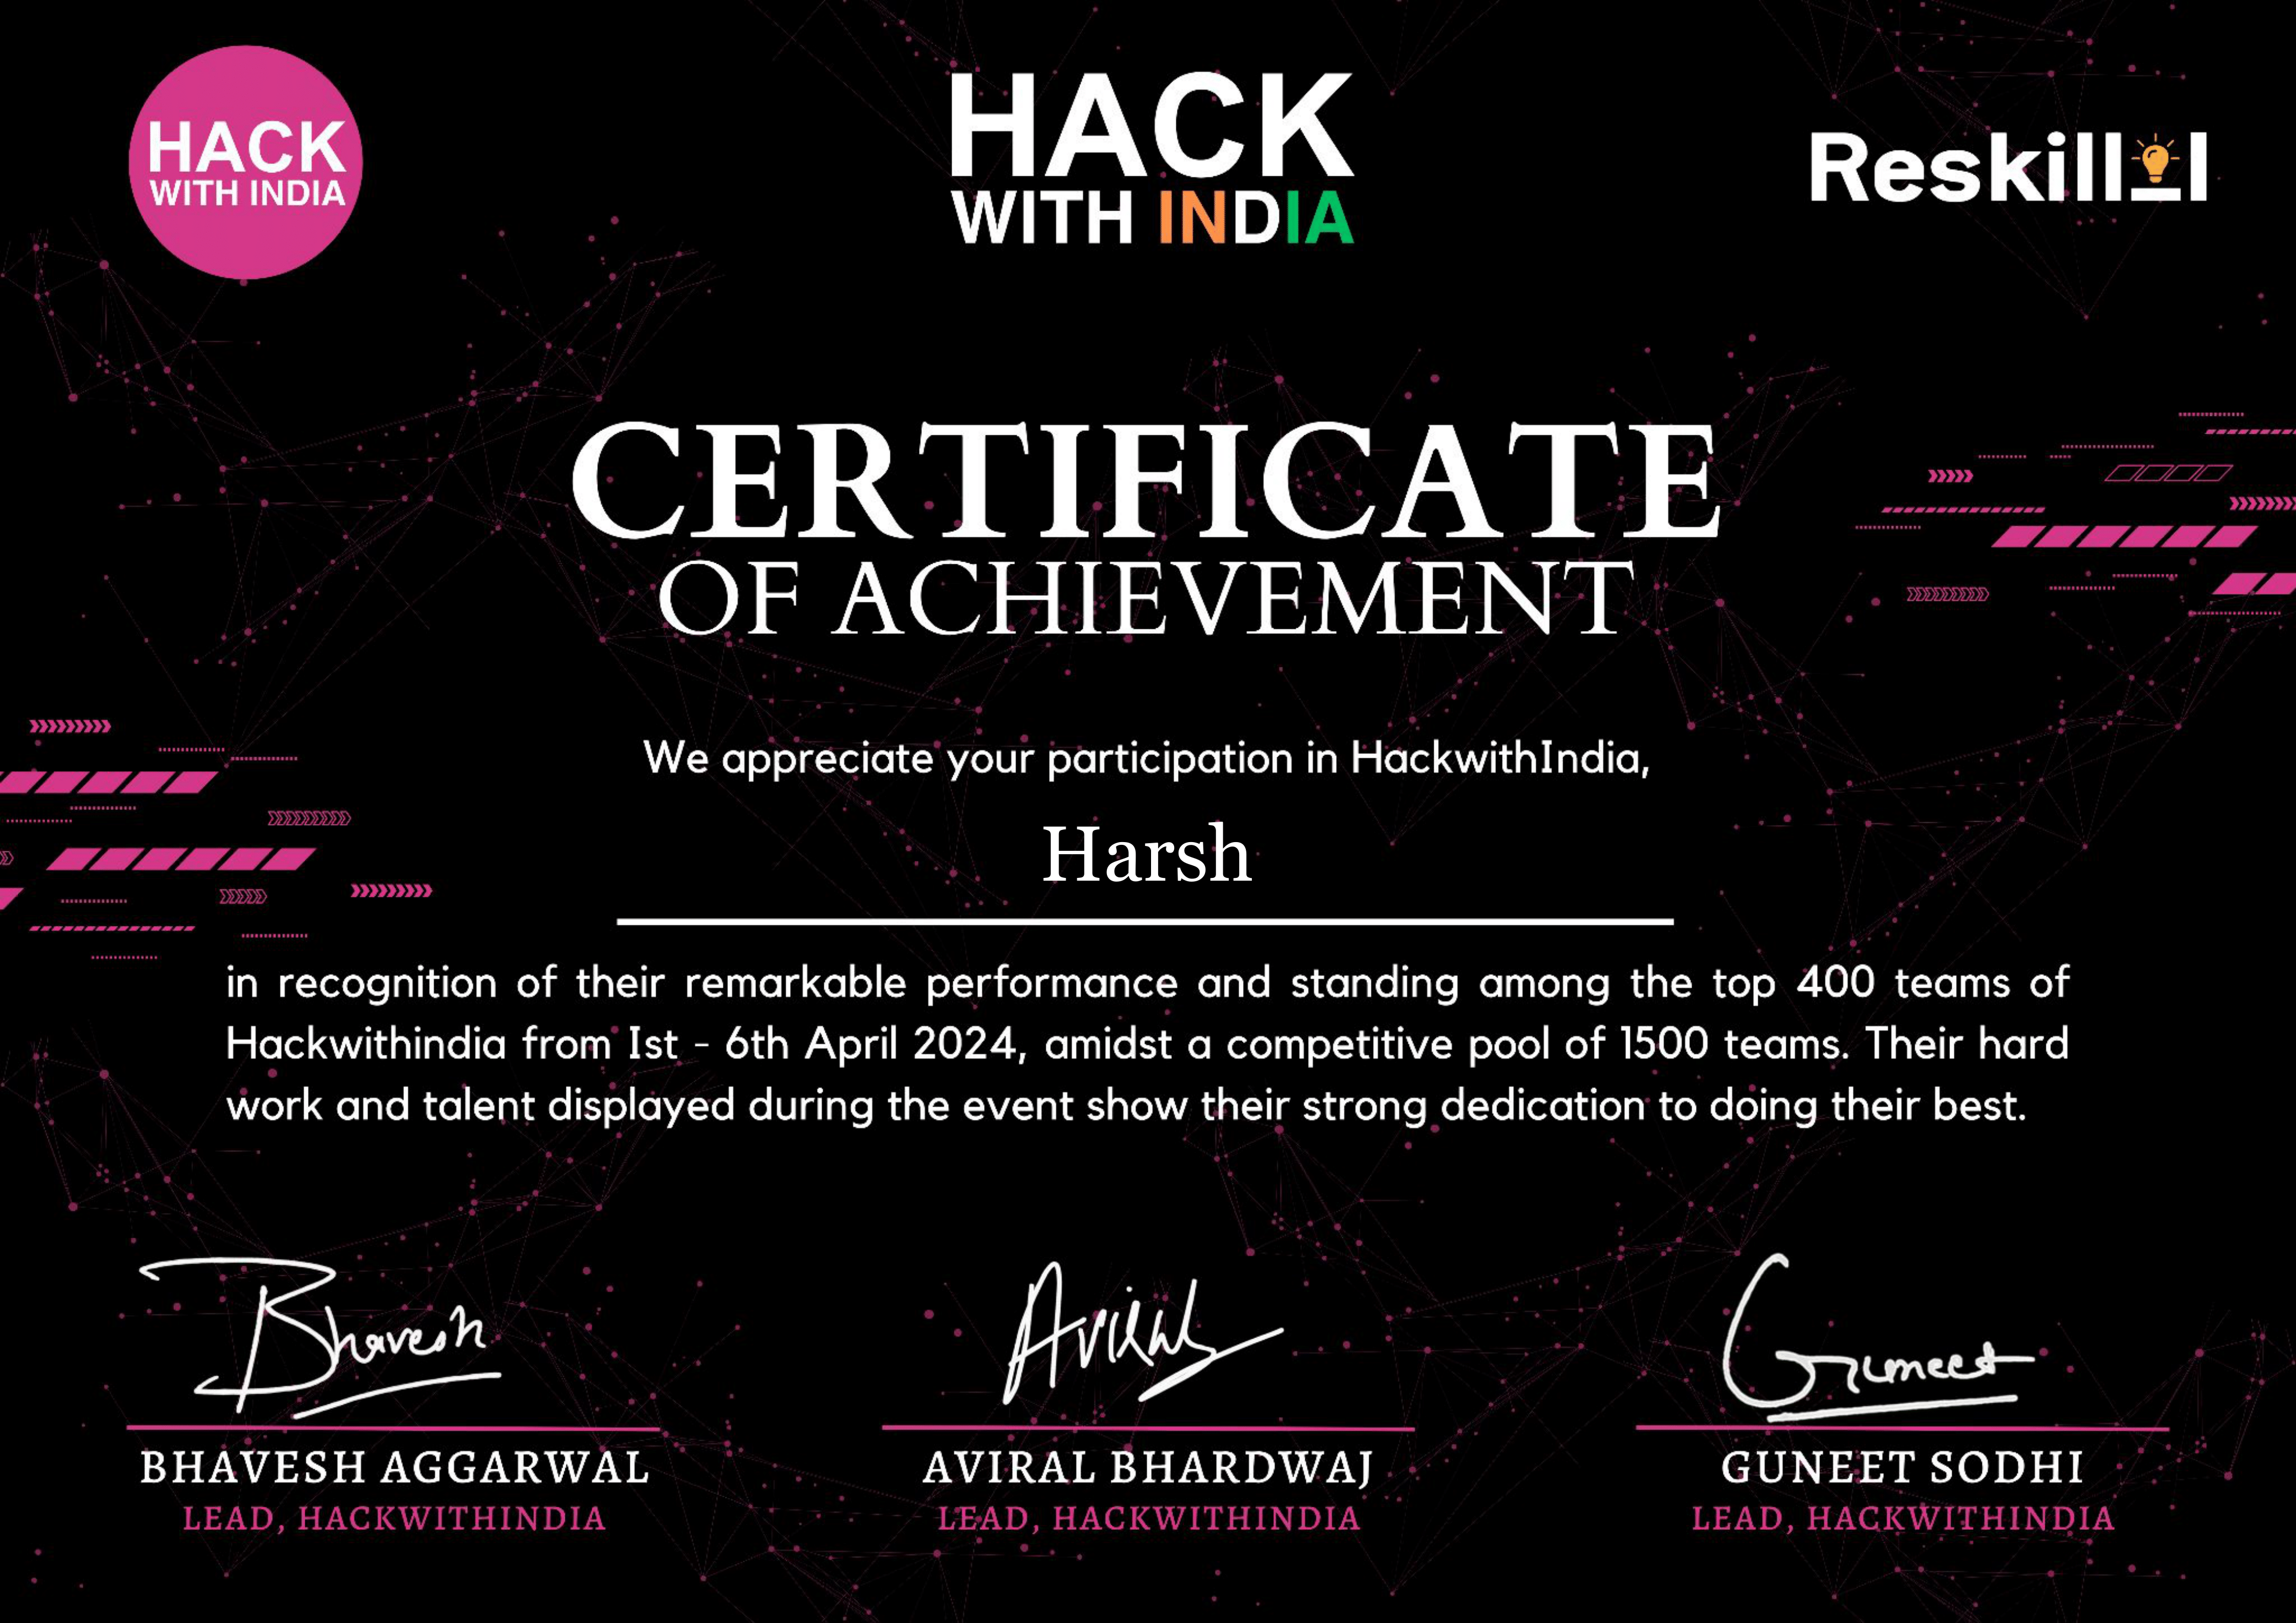 HACK
WITH INDIA
HACK
WITH INDIA
Reskilll
CERTIFICATE
OF ACHIEVEMENT
We appreciate your participation in HackwithIndia,
Harsh
in recognition of their remarkable performance and standing among the top 400 teams of
Hackwithindia from Ist - 6th April 2024, amidst a competitive pool of 1500 teams. Their hard
work and talent displayed during the event show their strong dedication to doing their best.
Bhavesh
Aviral
Guneet
BHAVESH AGGARWAL
AVIRAL BHARDWAJ
GUNEET SODHI
LEAD, HACKWITHINDIA
LEAD, HACKWITHINDIA
LEAD, HACKWITHINDIA